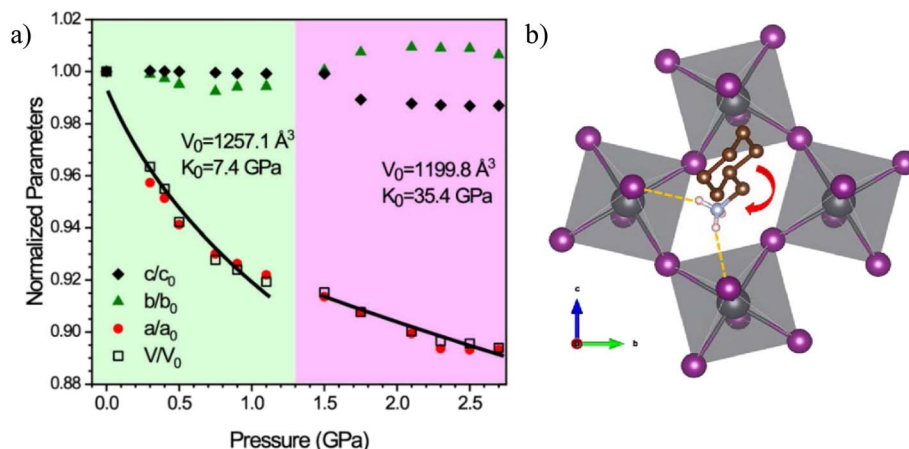 a)
b)
Normalized Parameters
1.02
1.00
0.98
0.96
0.94
0.92
0.90
0.88
V₀=1257.1 Å³
K₀=7.4 GPa
V₀=1199.8 Å³
K₀=35.4 GPa
c/c₀
b/b₀
a/a₀
V/V₀
0.0
0.5
1.0
1.5
2.0
2.5
Pressure (GPa)
c
a
b